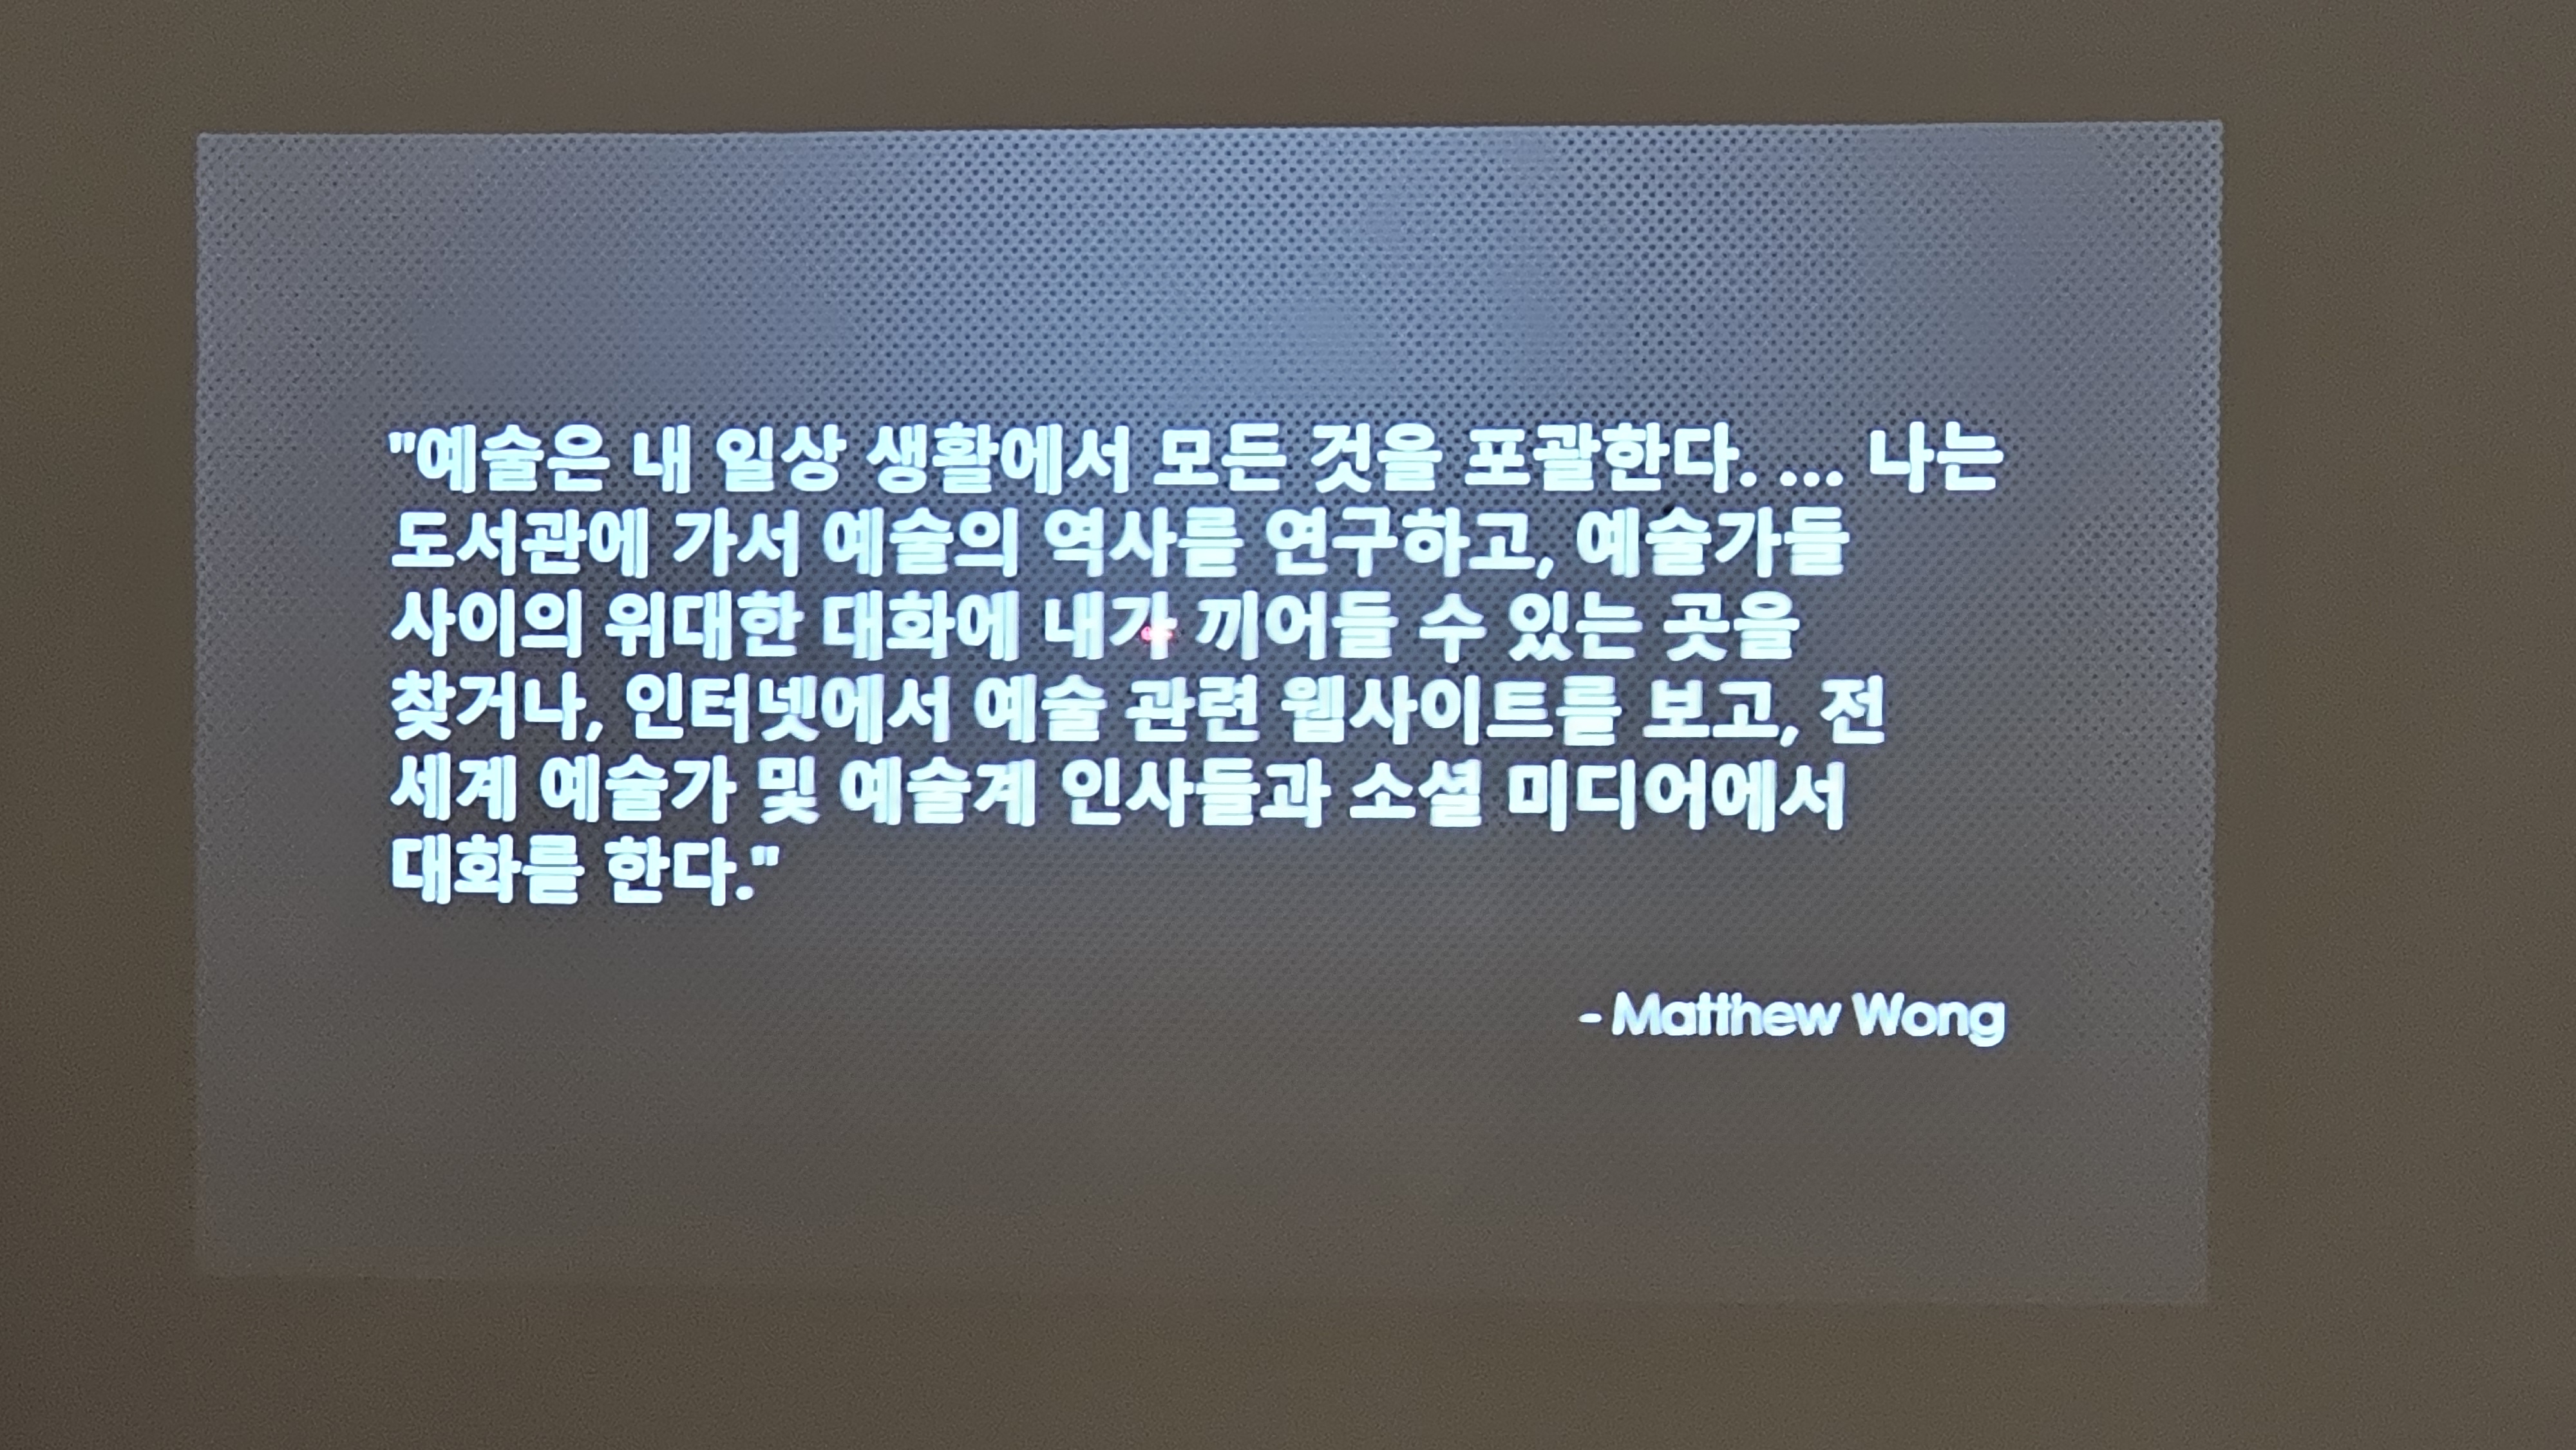 "예술은 내 일상 생활에서 모든 것을 포괄한다. ... 나는
도서관에 가서 예술의 역사를 연구하고, 예술가들
사이의 위대한 대화에 내가 끼어들 수 있는 곳을
찾거나, 인터넷에서 예술 관련 웹사이트를 보고, 전
세계 예술가 및 예술계 인사들과 소셜 미디어에서
대화를 한다."
- Matthew Wong